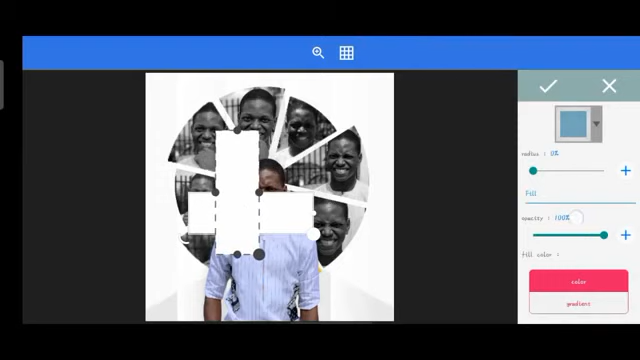 radius : 0%
Fill
opacity : 100%
fill color :
color
gradient